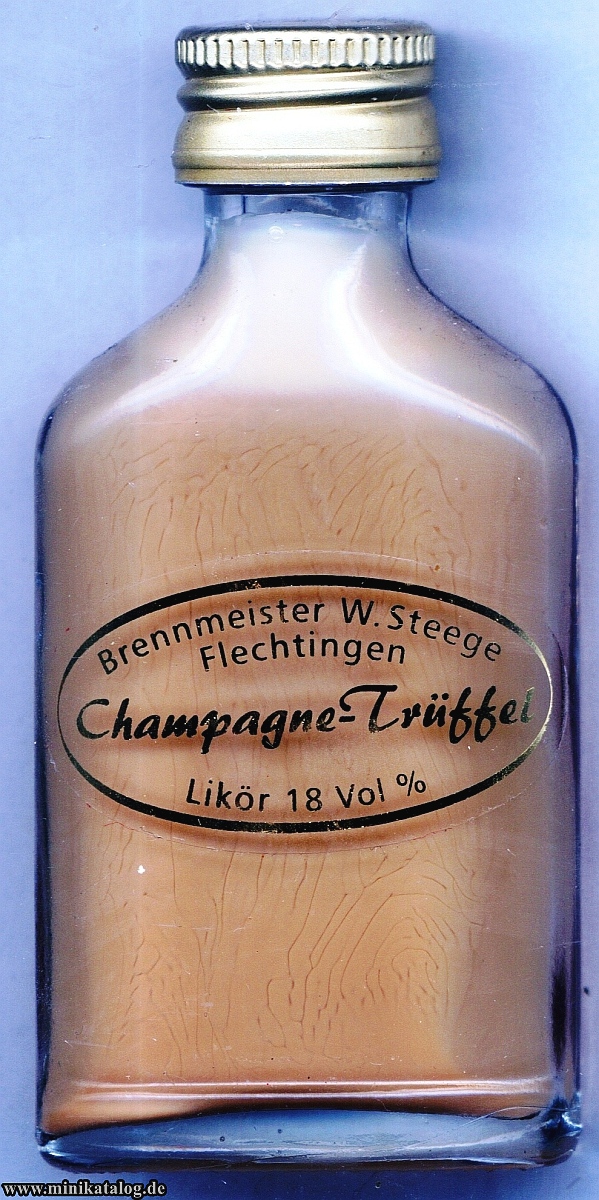 Brennmeister W. Steege
Flechtingen
Champagne-Trüffel
Likör 18 Vol %
www.minikatalog.de